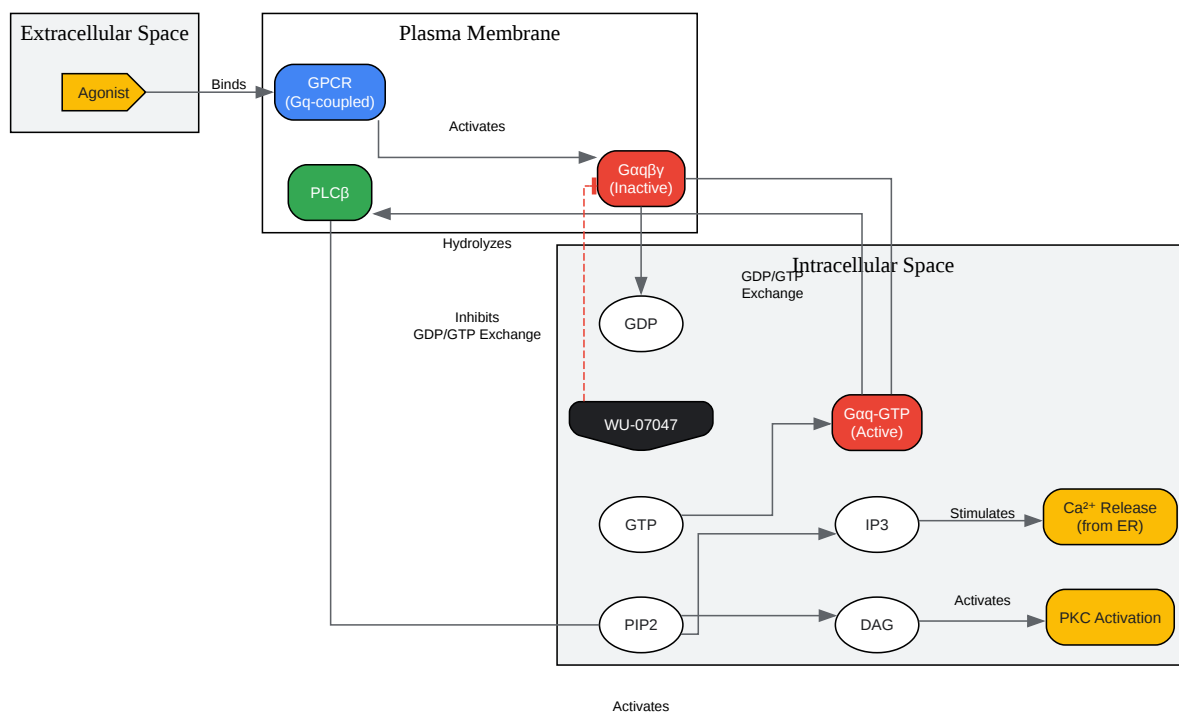 Extracellular Space
Plasma Membrane
Agonist
Binds
GPCR
(Gq-coupled)
Activates
Gαqβγ
(Inactive)
PLCβ
Hydrolyzes
Intracellular Space
GDP/GTP
Exchange
Inhibits
GDP/GTP Exchange
GDP
WU-07047
Gαq-GTP
(Active)
GTP
IP3
Stimulates
Ca²⁺ Release
(from ER)
PIP2
DAG
Activates
PKC Activation
Activates